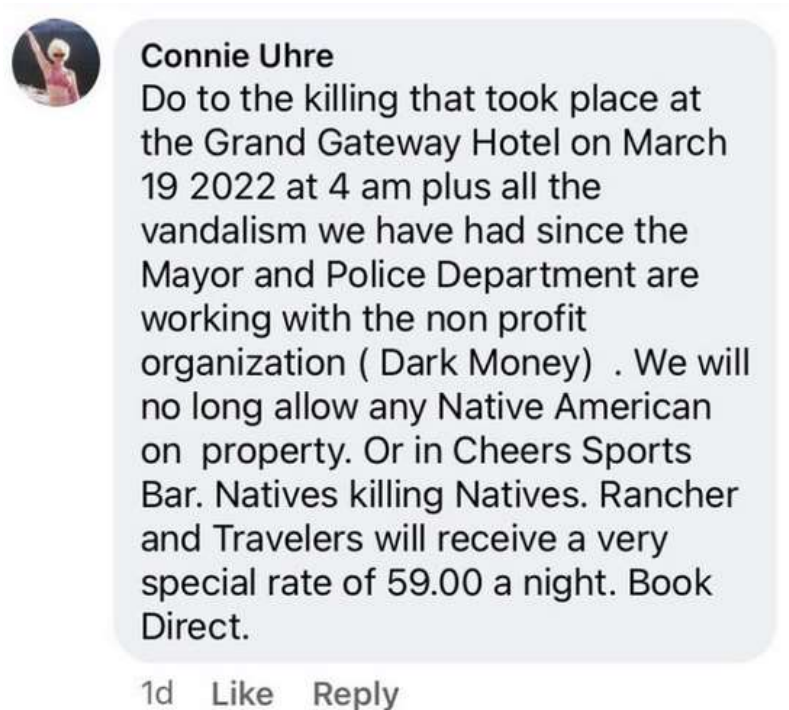 Connie Uhre
Do to the killing that took place at
the Grand Gateway Hotel on March
19 2022 at 4 am plus all the
vandalism we have had since the
Mayor and Police Department are
working with the non profit
organization ( Dark Money)  . We will
no long allow any Native American
on  property. Or in Cheers Sports
Bar. Natives killing Natives. Rancher
and Travelers will receive a very
special rate of 59.00 a night. Book
Direct.
1d Like Reply